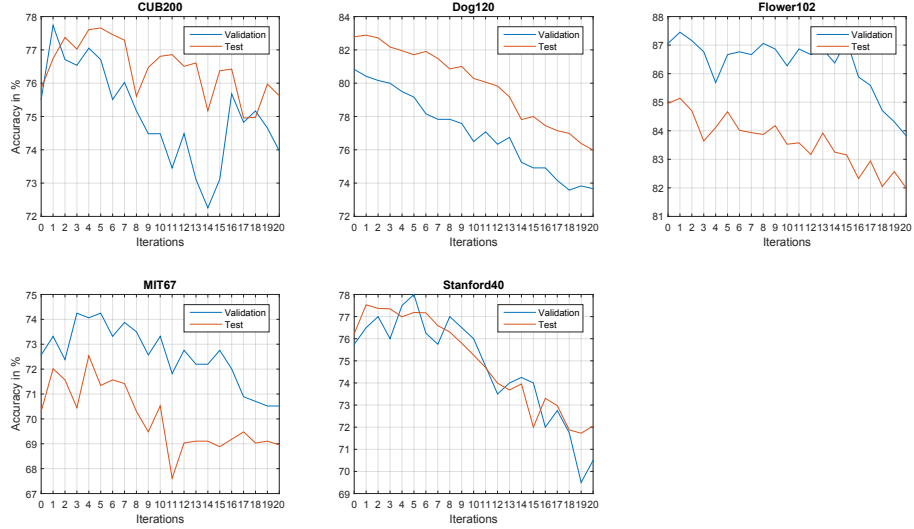 CUB200
Validation
Test
Accuracy in %
78
77
76
75
74
73
72
0 1 2 3 4 5 6 7 8 9 10 11 12 13 14 15 16 17 18 19 20
Iterations
Dog120
Validation
Test
84
82
80
78
76
74
72
0 1 2 3 4 5 6 7 8 9 10 11 12 13 14 15 16 17 18 19 20
Iterations
Flower102
Validation
Test
88
87
86
85
84
83
82
81
0 1 2 3 4 5 6 7 8 9 10 11 12 13 14 15 16 17 18 19 20
Iterations
MIT67
Validation
Test
Accuracy in %
75
74
73
72
71
70
69
68
67
0 1 2 3 4 5 6 7 8 9 10 11 12 13 14 15 16 17 18 19 20
Iterations
Stanford40
Validation
Test
78
77
76
75
74
73
72
71
70
69
0 1 2 3 4 5 6 7 8 9 10 11 12 13 14 15 16 17 18 19 20
Iterations